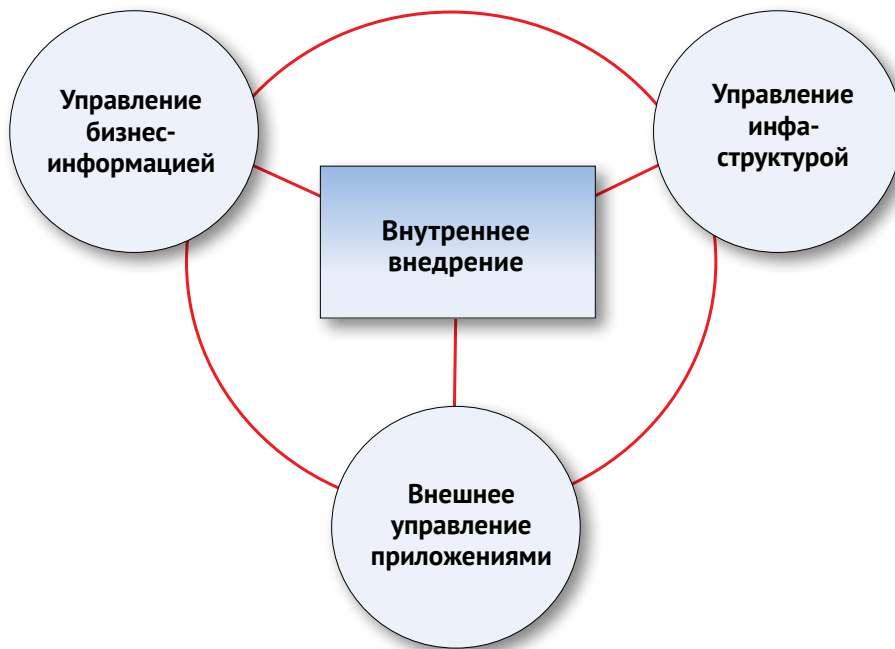 Управление
бизнес-
информацией
Управление
инфа-
структурой
Внутреннее
внедрение
Внешнее
управление
приложениями